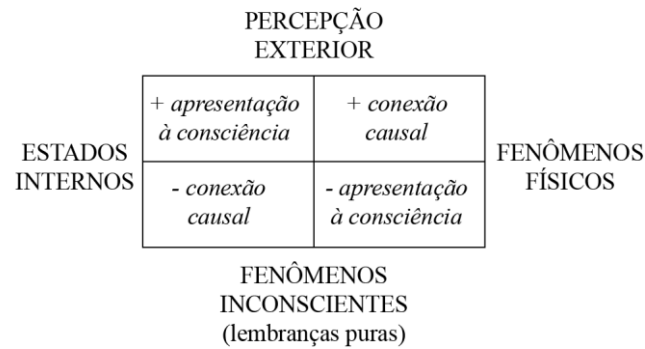 PERCEPÇÃO
EXTERIOR
+ apresentação
à consciência
+ conexão
causal
ESTADOS
INTERNOS
FENÔMENOS
FÍSICOS
- conexão
causal
- apresentação
à consciência
FENÔMENOS
INCONSCIENTES
(lembranças puras)